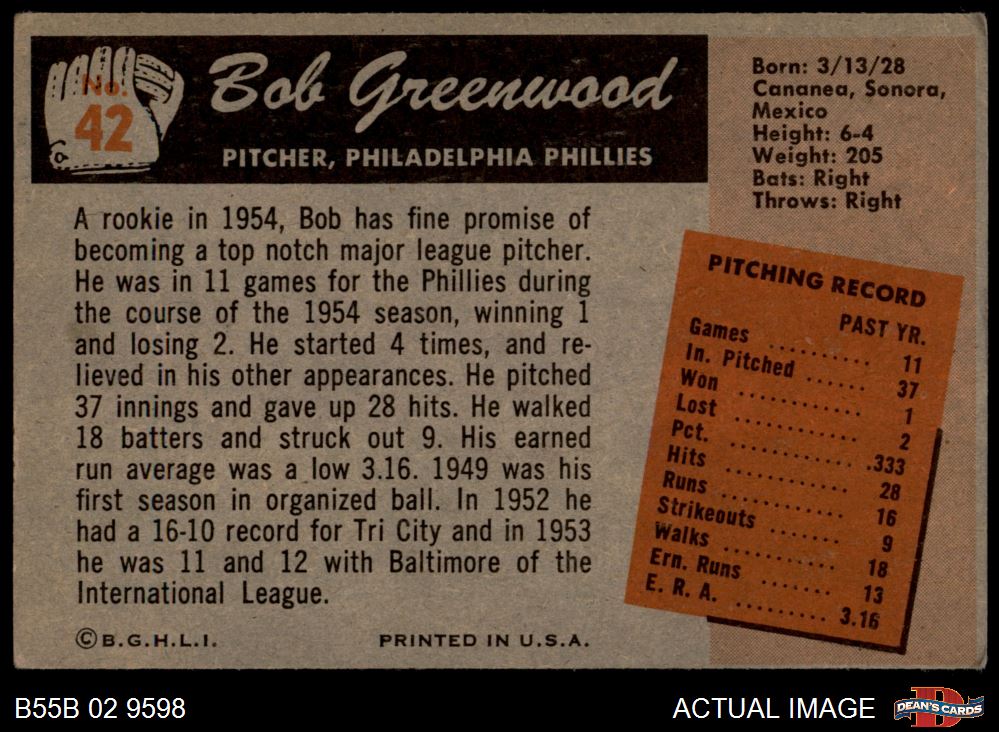 No.
42
Bob Greenwood
PITCHER, PHILADELPHIA PHILLIES
Born: 3/13/28
Cananea, Sonora,
Mexico
Height: 6-4
Weight: 205
Bats: Right
Throws: Right
A rookie in 1954, Bob has fine promise of
becoming a top notch major league pitcher.
He was in 11 games for the Phillies during
the course of the 1954 season, winning 1
and losing 2. He started 4 times, and re-
lieved in his other appearances. He pitched
37 innings and gave up 28 hits. He walked
18 batters and struck out 9. His earned
run average was a low 3.16. 1949 was his
first season in organized ball. In 1952 he
had a 16-10 record for Tri City and in 1953
he was 11 and 12 with Baltimore of the
International League.
PITCHING RECORD
PAST YR.
Games .......... 11
In. Pitched ...... 37
Won ............ 1
Lost ............ 2
Pct. ............ .333
Hits ............ 28
Runs ............ 16
Strikeouts ....... 9
Walks .......... 18
Ern. Runs ....... 13
E. R. A. ......... 3.16
©B.G.H.L.I.
PRINTED IN U.S.A.
B55B 02 9598
ACTUAL IMAGE
DEAN'S CARDS